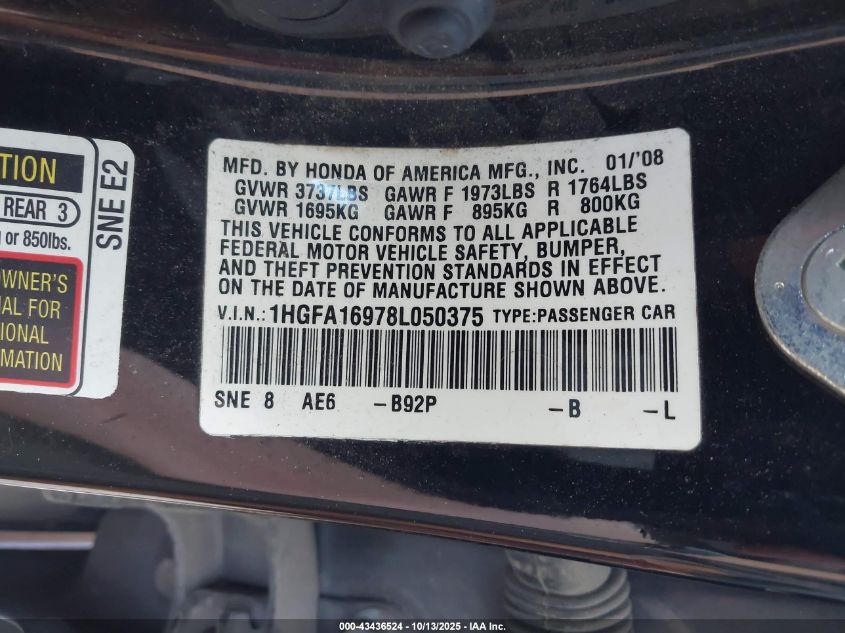 TION
REAR 3
or 850lbs.
OWNER'S
AL FOR
IONAL
RMATION
SNE E2
MFD. BY HONDA OF AMERICA MFG., INC. 01/'08
GVWR 3737LBS GAWR F 1973LBS R 1764LBS
GVWR 1695KG GAWR F 895KG R 800KG
THIS VEHICLE CONFORMS TO ALL APPLICABLE
FEDERAL MOTOR VEHICLE SAFETY, BUMPER,
AND THEFT PREVENTION STANDARDS IN EFFECT
ON THE DATE OF MANUFACTURE SHOWN ABOVE.
V.I.N.:1HGFA16978L050375 TYPE:PASSENGER CAR
SNE 8 AE6 -B92P -B -L
000-43436524 - 10/13/2025 - IAA Inc.